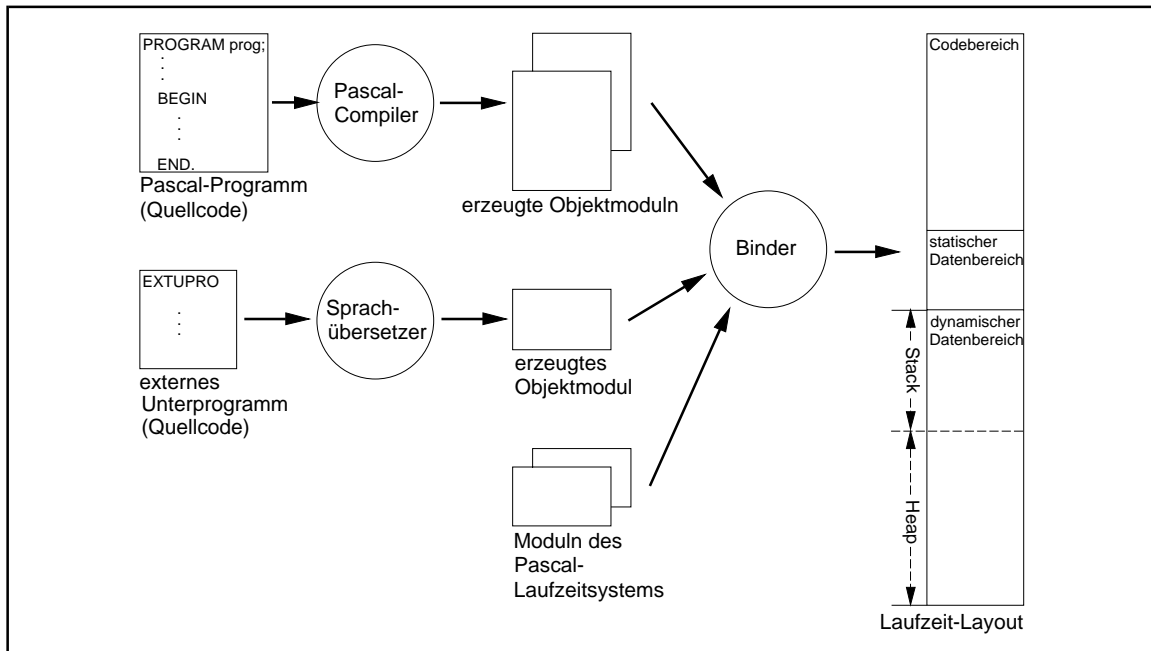 PROGRAM prog;
.
.
.
BEGIN
.
.
.
END.
Pascal-Programm
(Quellcode)
Pascal-
Compiler
erzeugte Objektmoduln
EXTUPRO
.
.
.
externes
Unterprogramm
(Quellcode)
Sprach-
übersetzer
erzeugtes
Objektmodul
Moduln des
Pascal-
Laufzeitsystems
Binder
Codebereich
statischer
Datenbereich
dynamischer
Datenbereich
Stack
Heap
Laufzeit-Layout